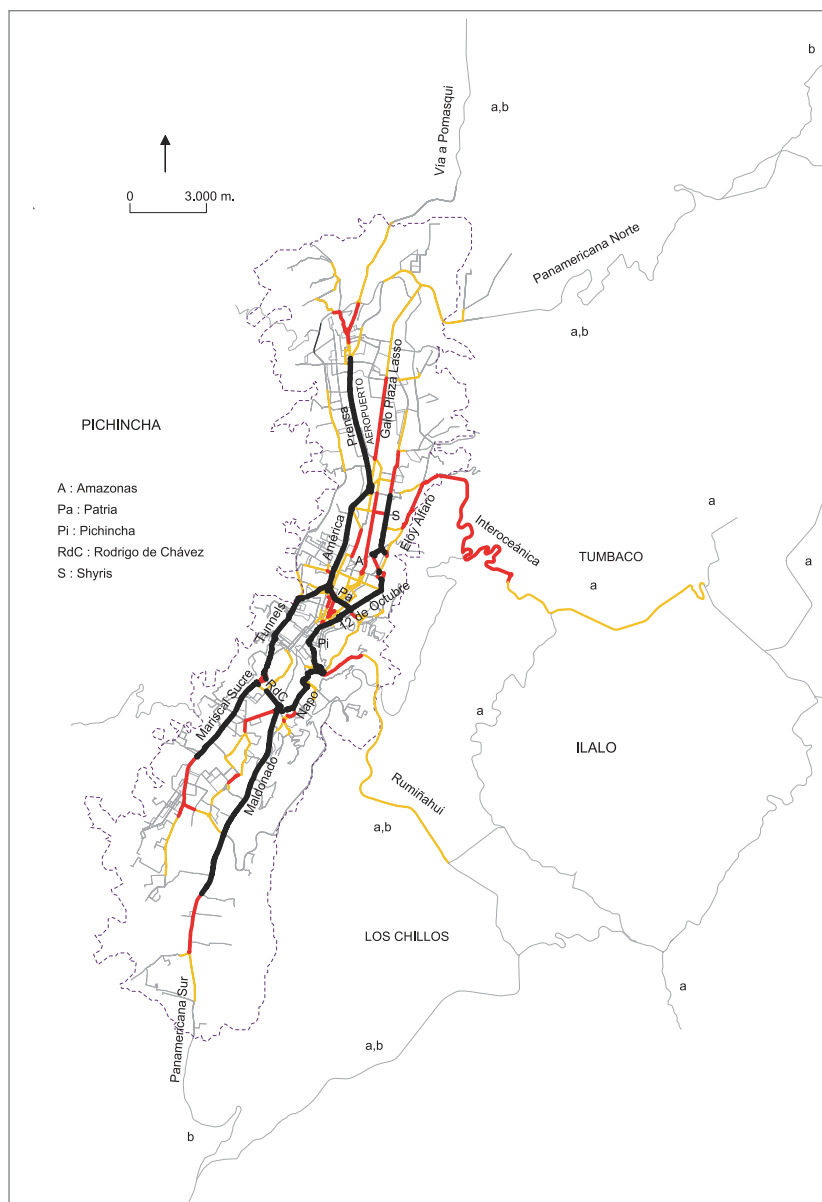 b
a,b
Vía a Pomasqui
0 3.000 m.
Panamericana Norte
a,b
Galo Plaza Lasso
AEROPUERTO
Prensa
PICHINCHA
A : Amazonas
Pa : Patria
Pi : Pichincha
RdC : Rodrigo de Chávez
S : Shyris
a
S
Eloy Alfaro
Interoceánica
América
TUMBACO
A
a
a
Pa
12 de Octubre
Tunnels
Pi
RdC
Mariscal Sucre
Napo
a
ILALO
Maldonado
Rumiñahui
a,b
LOS CHILLOS
a
Panamericana Sur
a,b
b